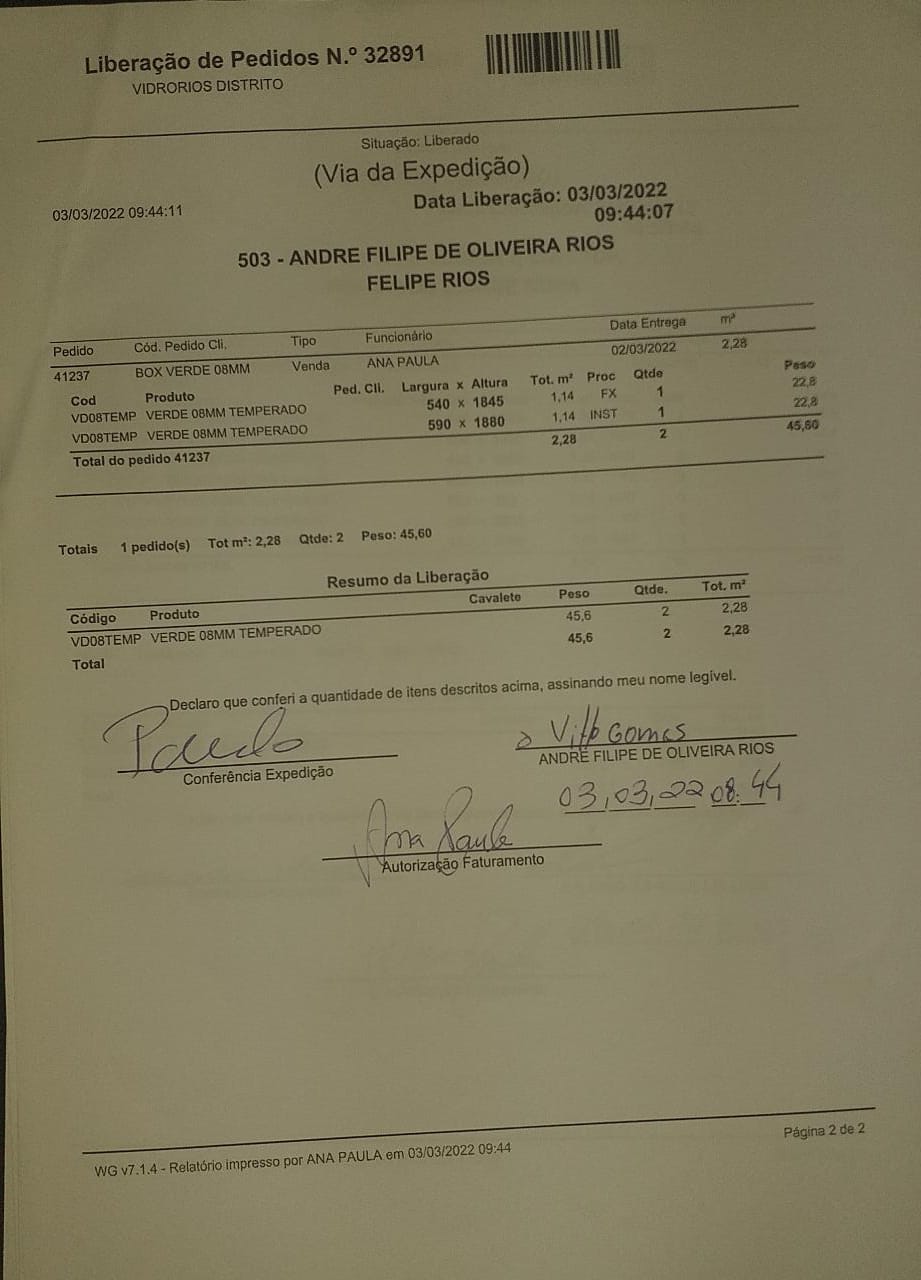 Liberação de Pedidos N.º 32891
VIDRORIOS DISTRITO
Situação: Liberado
(Via da Expedição)
03/03/2022 09:44:11
Data Liberação: 03/03/2022
09:44:07
503 - ANDRE FILIPE DE OLIVEIRA RIOS
FELIPE RIOS
Pedido Cód. Pedido Cli. Tipo Funcionário Data Entrega m²
41237 BOX VERDE 08MM Venda ANA PAULA 02/03/2022 2,28
Cod Produto Ped. Cli. Largura x Altura Tot. m² Proc Qtde Peso
VD08TEMP VERDE 08MM TEMPERADO 540 x 1845 1,14 FX 1 22,8
VD08TEMP VERDE 08MM TEMPERADO 590 x 1880 1,14 INST 1 22,8
Total do pedido 41237 2,28 2 45,60
Totais 1 pedido(s) Tot m²: 2,28 Qtde: 2 Peso: 45,60
Resumo da Liberação
Código Produto Cavalete Peso Qtde. Tot. m²
VD08TEMP VERDE 08MM TEMPERADO 45,6 2 2,28
Total 45,6 2 2,28
Declaro que conferi a quantidade de itens descritos acima, assinando meu nome legível.
Conferência Expedição
Gomes
ANDRE FILIPE DE OLIVEIRA RIOS
03,03,22 08:44
Ana Paula
Autorização Faturamento
WG v7.1.4 - Relatório impresso por ANA PAULA em 03/03/2022 09:44
Página 2 de 2